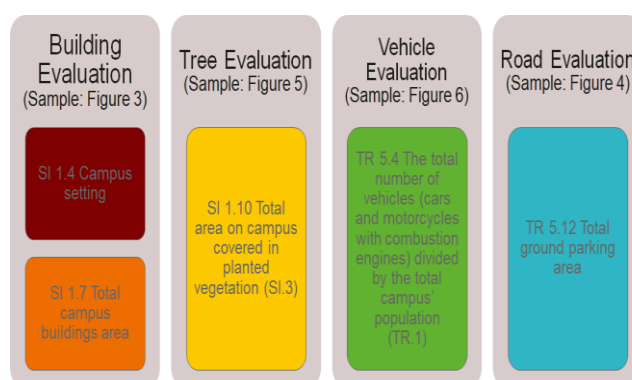 Building
Evaluation
(Sample: Figure 3)
SI 1.4 Campus
setting
SI 1.7 Total
campus
buildings area
Tree Evaluation
(Sample: Figure 5)
SI 1.10 Total
area on campus
covered in
planted
vegetation (SI.3)
Vehicle
Evaluation
(Sample: Figure 6)
TR 5.4 The total
number of
vehicles (cars
and motorcycles
with combustion
engines) divided
by the total
campus'
population
(TR.1)
Road Evaluation
(Sample: Figure 4)
TR 5.12 Total
ground parking
area